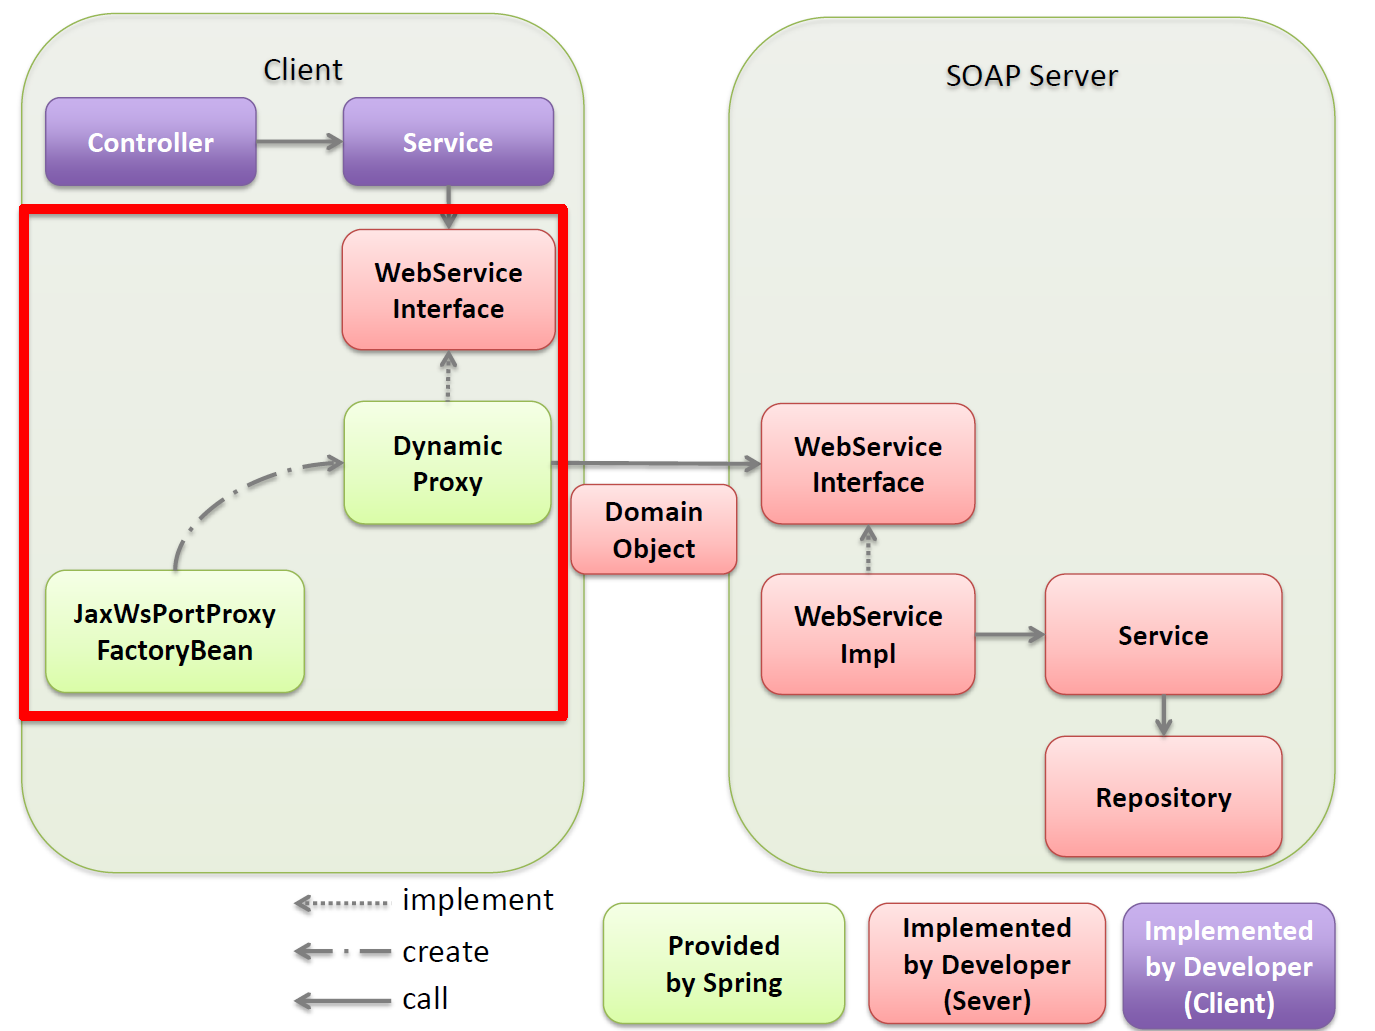 Client
Controller
Service
WebService
Interface
Dynamic
Proxy
JaxWsPortProxy
FactoryBean
Domain
Object
SOAP Server
WebService
Interface
WebService
Impl
Service
Repository
implement
create
call
Provided
by Spring
Implemented
by Developer
(Sever)
Implemented
by Developer
(Client)